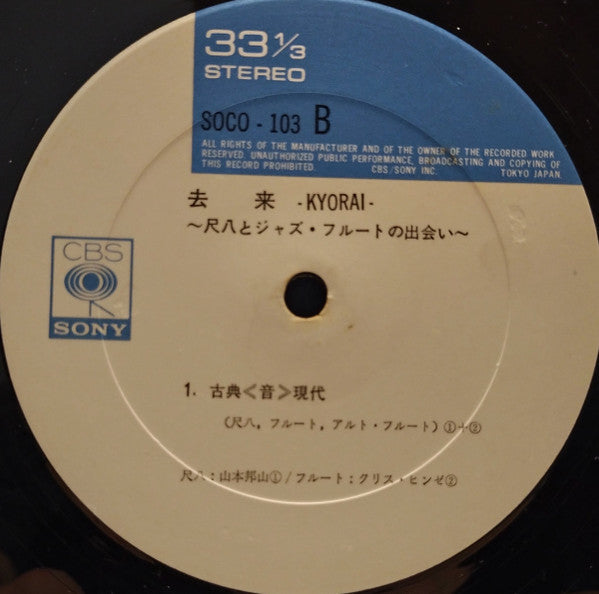 33 1/3
STEREO
SOCO - 103 B
ALL RIGHTS OF THE MANUFACTURER AND OF THE OWNER OF THE RECORDED WORK
RESERVED. UNAUTHORIZED PUBLIC PERFORMANCE, BROADCASTING AND COPYING OF
THIS RECORD PROHIBITED. CBS/SONY INC. TOKYO JAPAN.
去 来 -KYORAI-
～尺八とジャズ・フルートの出会い～
CBS
SONY
1. 古典＜音＞現代
(尺八，フルート，アルト・フルート) ①+②
尺八：山本邦山①/フルート：クリス・ヒンゼ②